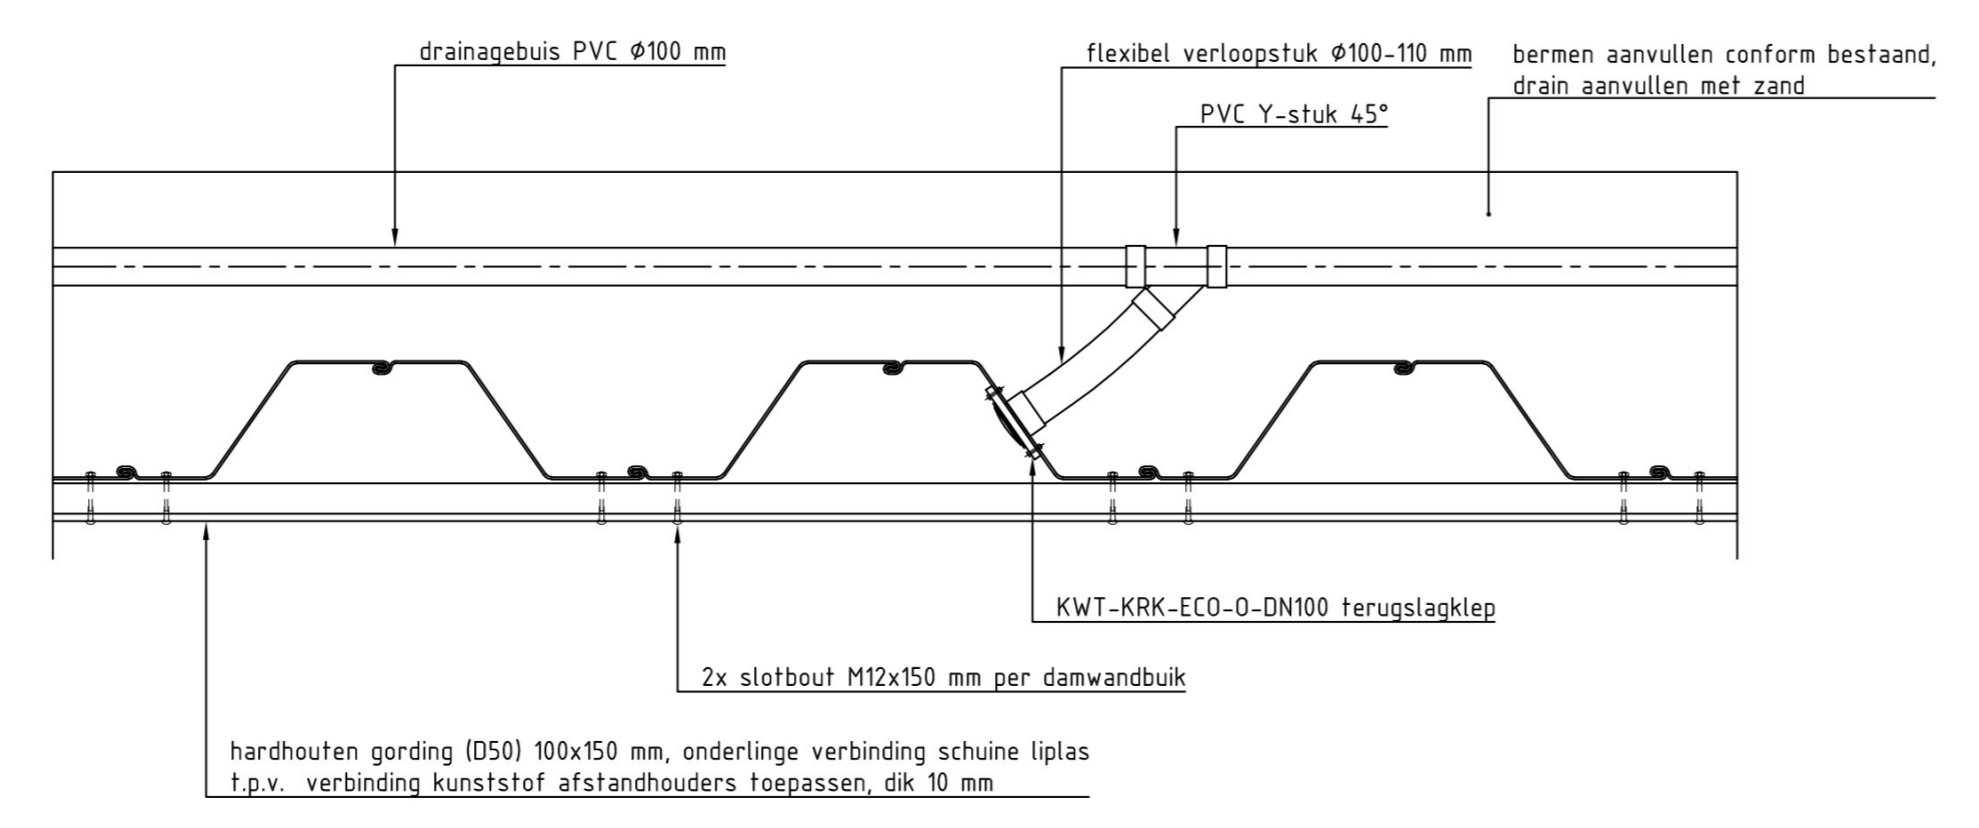 drainagebuis PVC Ø100 mm
flexibel verloopstuk Ø100-110 mm
bermen aanvullen conform bestaand,
drain aanvullen met zand
PVC Y-stuk 45°
KWT-KRK-ECO-O-DN100 terugslagklep
2x slotbout M12x150 mm per damwandbuik
hardhouten gording (D50) 100x150 mm, onderlinge verbinding schuine liplas
t.p.v. verbinding kunststof afstandhouders toepassen, dik 10 mm